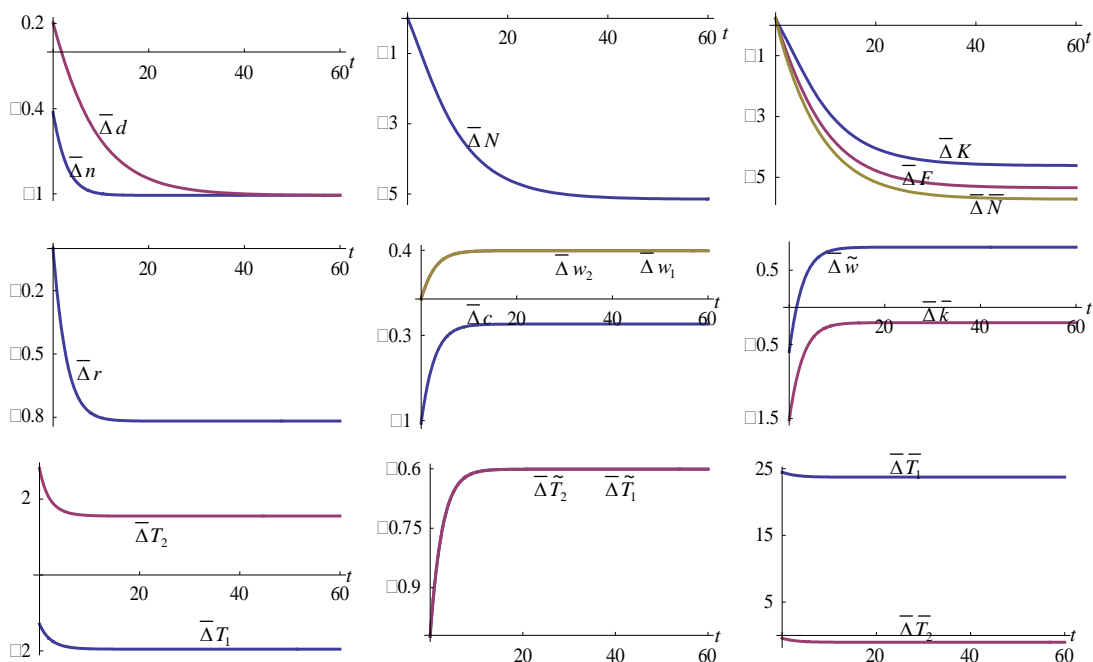 0.2
t
20 40 60
□0.4
Δ̅ d
Δ̅ n
□1
t
20 40 60
□1
Δ̅ N
□3
□5
t
20 40 60
□1
□3
Δ̅ K
Δ̅ F
□5
Δ̅ N̅
□0.2
□0.5
Δ̅ r
□0.8
0.4
Δ̅ w₂ Δ̅ w₁
t
Δ̅ c 20 40 60
□0.3
□1
0.5
Δ̅ w̃
t
Δ̅ k̅
20 40 60
□0.5
□1.5
2
Δ̅ T₂
t
20 40 60
Δ̅ T₁
□2
□0.6
Δ̅ T̃₂ Δ̅ T̃₁
□0.75
□0.9
t
20 40 60
25
Δ̅ T̅₁
15
5
t
Δ̅ T̅₂
20 40 60